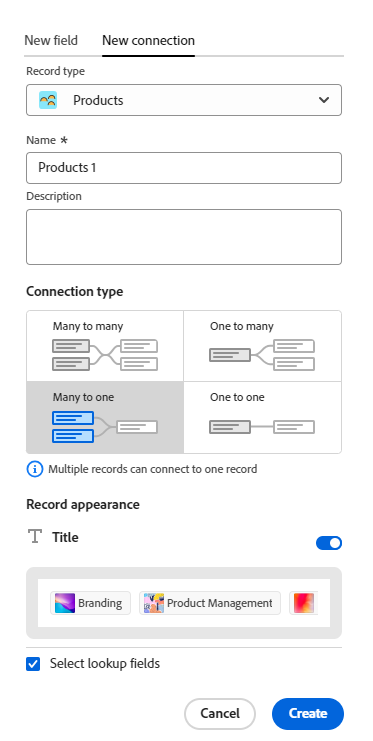 New field New connection
Record type
Products
Name *
Products 1
Description
Connection type
Many to many One to many
Many to one One to one
Multiple records can connect to one record
Record appearance
Title
Branding Product Management
Select lookup fields
Cancel Create